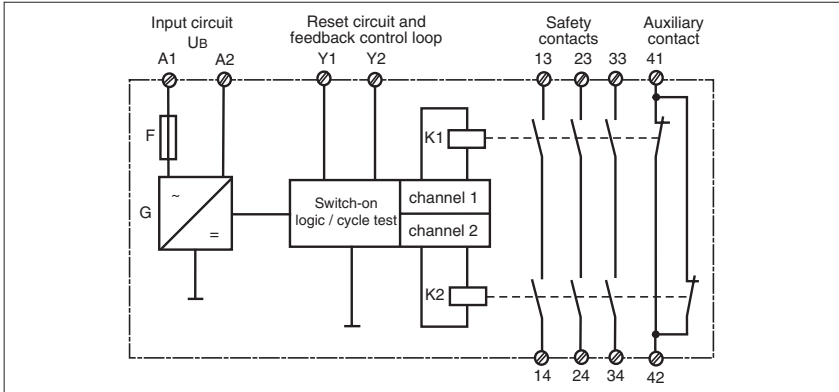 Input circuit
UB
Reset circuit and
feedback control loop
Safety
contacts
Auxiliary
contact
A1 A2 Y1 Y2 13 23 33 41
F
K1
G
~
=
Switch-on
logic / cycle test
channel 1
channel 2
K2
14 24 34 42